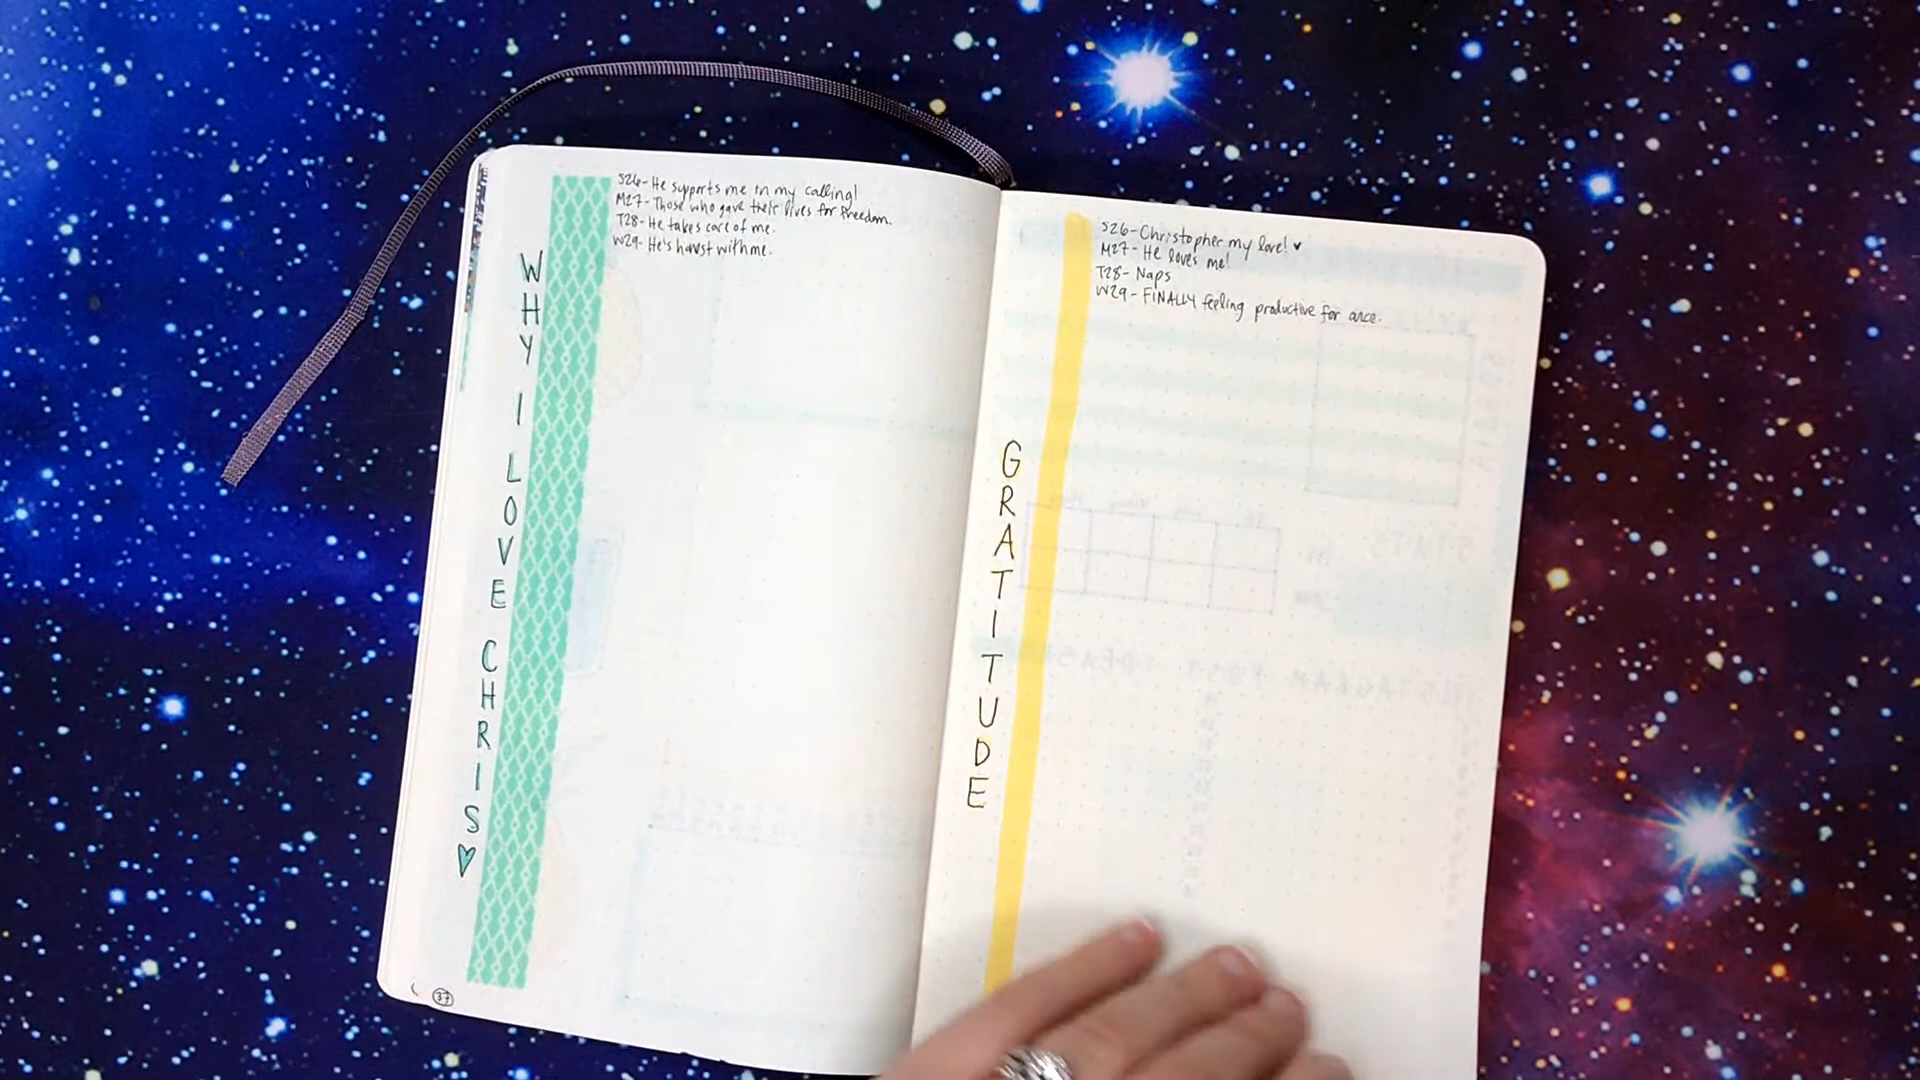 WHY I LOVE CHRIS
S26- He supports me in my calling!
M27- Those who gave their lives for freedom.
T28- He takes care of me.
W29- He's honst with me.
37
GRATITUDE
S26- Christopher my love! ♥
M27- He loves me!
T28- Naps
W29- FINALLY feeling productive for once.